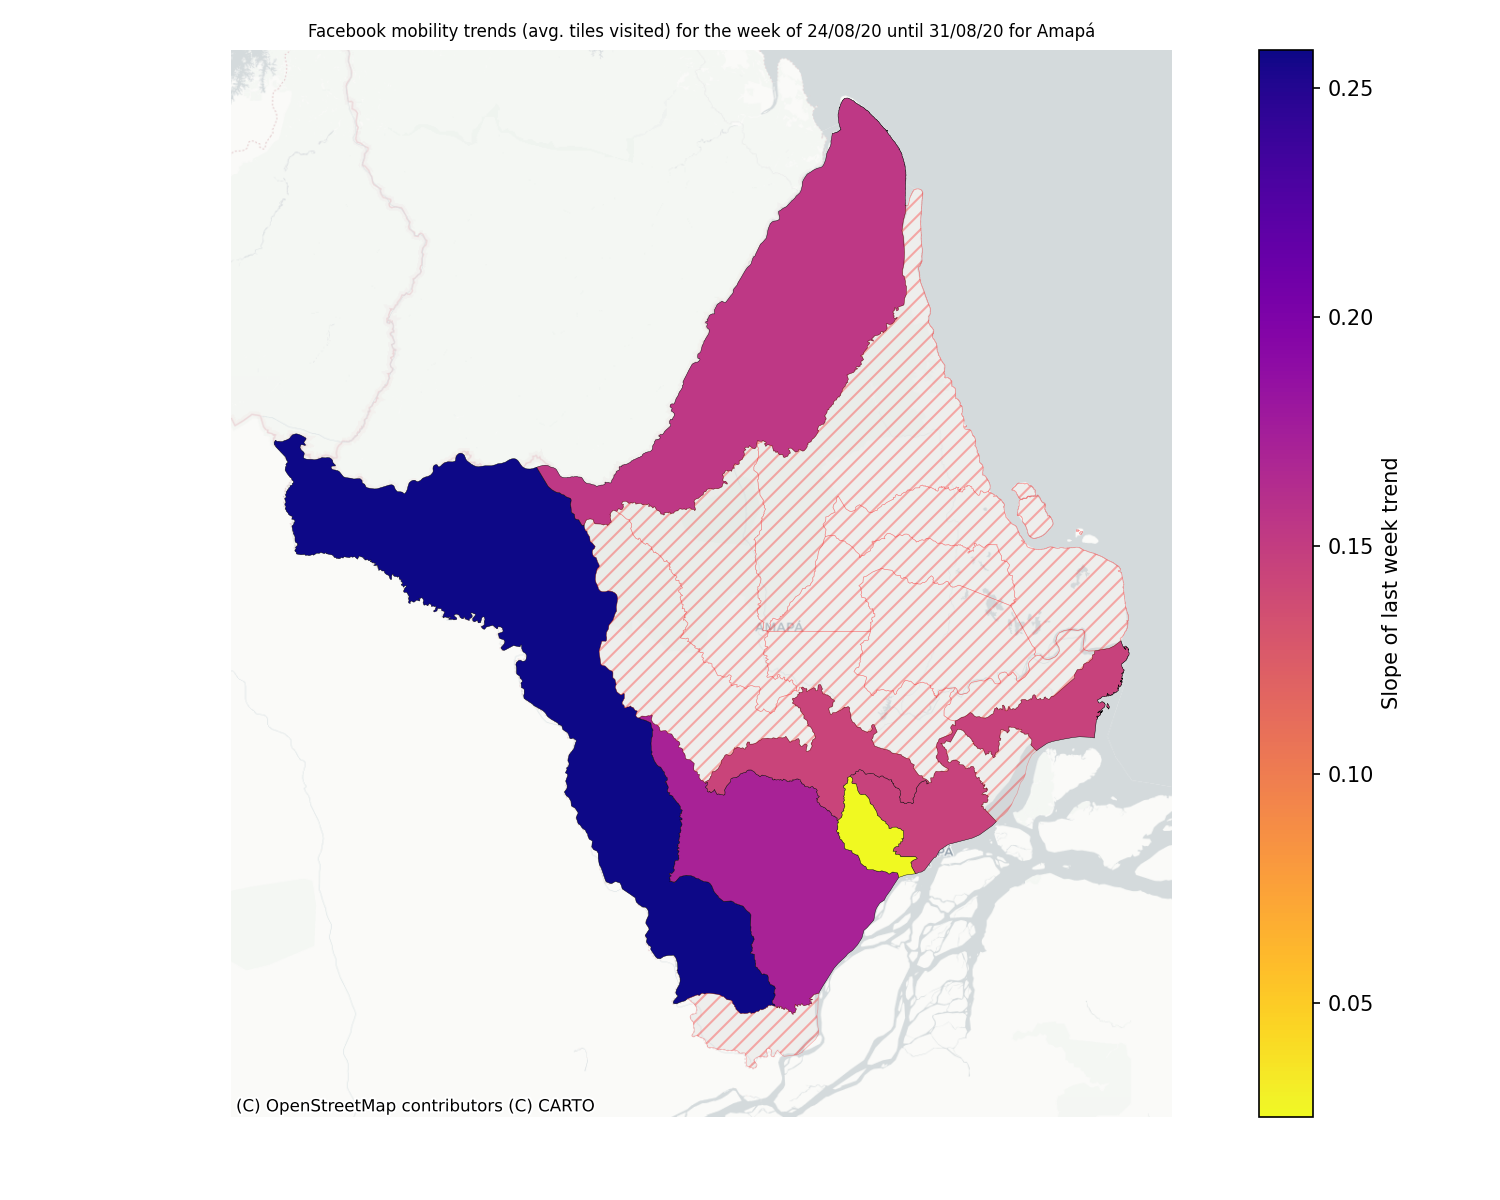 Facebook mobility trends (avg. tiles visited) for the week of 24/08/20 until 31/08/20 for Amapá
0.25
0.20
0.15
0.10
0.05
Slope of last week trend
AMAPÁ
PÁ
(C) OpenStreetMap contributors (C) CARTO